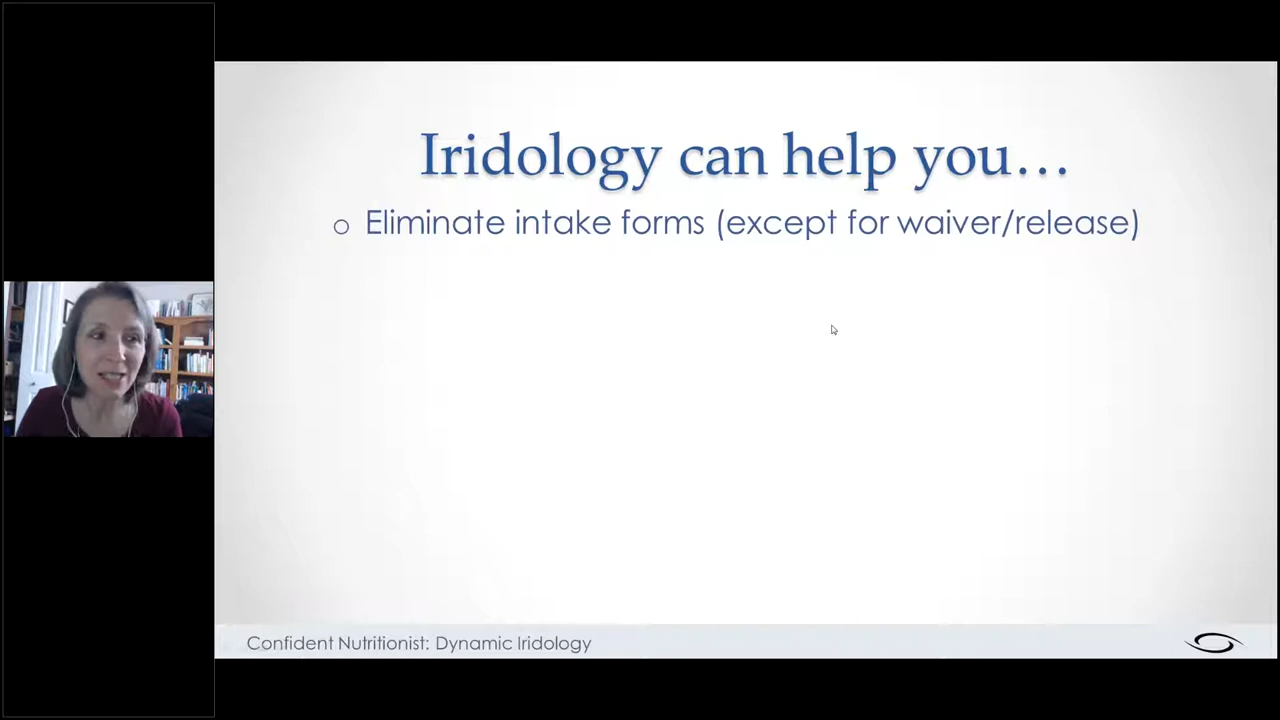 Iridology can help you…
o Eliminate intake forms (except for waiver/release)
Confident Nutritionist: Dynamic Iridology